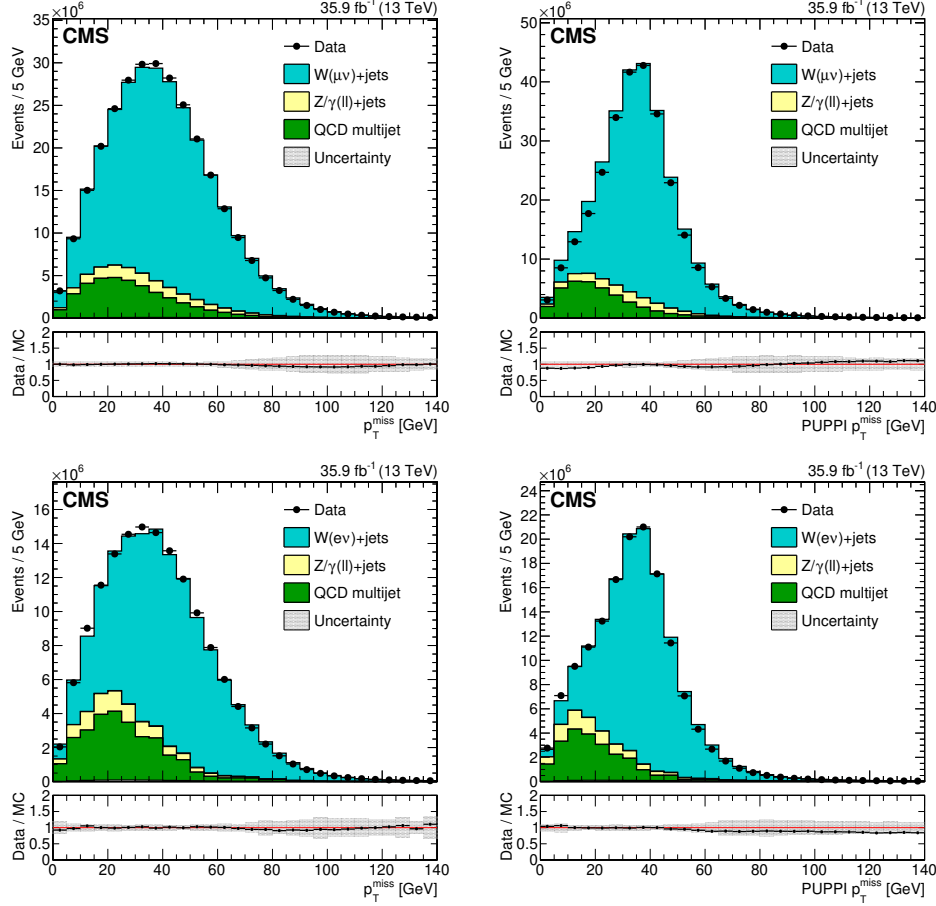 ×10⁶ 35.9 fb⁻¹ (13 TeV)
CMS
Data
W(μν)+jets
Z/γ(ll)+jets
QCD multijet
Uncertainty
Events / 5 GeV
35
30
25
20
15
10
5
0
Data / MC
2
1.5
1
0.5
0
0 20 40 60 80 100 120 140
p_T^miss [GeV]
×10⁶ 35.9 fb⁻¹ (13 TeV)
CMS
Data
W(μν)+jets
Z/γ(ll)+jets
QCD multijet
Uncertainty
Events / 5 GeV
50
40
30
20
10
0
Data / MC
2
1.5
1
0.5
0
0 20 40 60 80 100 120 140
PUPPI p_T^miss [GeV]
×10⁶ 35.9 fb⁻¹ (13 TeV)
CMS
Data
W(eν)+jets
Z/γ(ll)+jets
QCD multijet
Uncertainty
Events / 5 GeV
16
14
12
10
8
6
4
2
0
Data / MC
2
1.5
1
0.5
0
0 20 40 60 80 100 120 140
p_T^miss [GeV]
×10⁶ 35.9 fb⁻¹ (13 TeV)
CMS
Data
W(eν)+jets
Z/γ(ll)+jets
QCD multijet
Uncertainty
Events / 5 GeV
24
22
20
18
16
14
12
10
8
6
4
2
0
Data / MC
2
1.5
1
0.5
0
0 20 40 60 80 100 120 140
PUPPI p_T^miss [GeV]